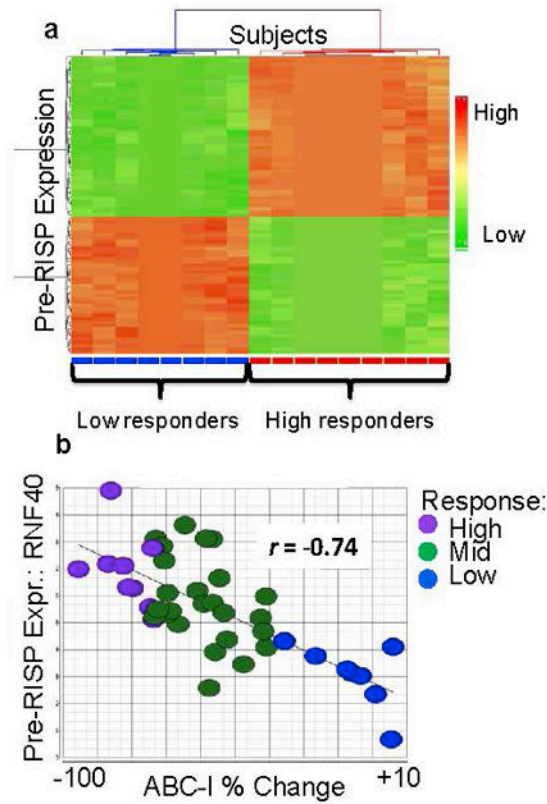 a
Subjects
Pre-RISP Expression
High
Low
Low responders
High responders
b
Pre-RISP Expr.: RNF40
r = -0.74
Response:
High
Mid
Low
-100
ABC-I % Change
+10